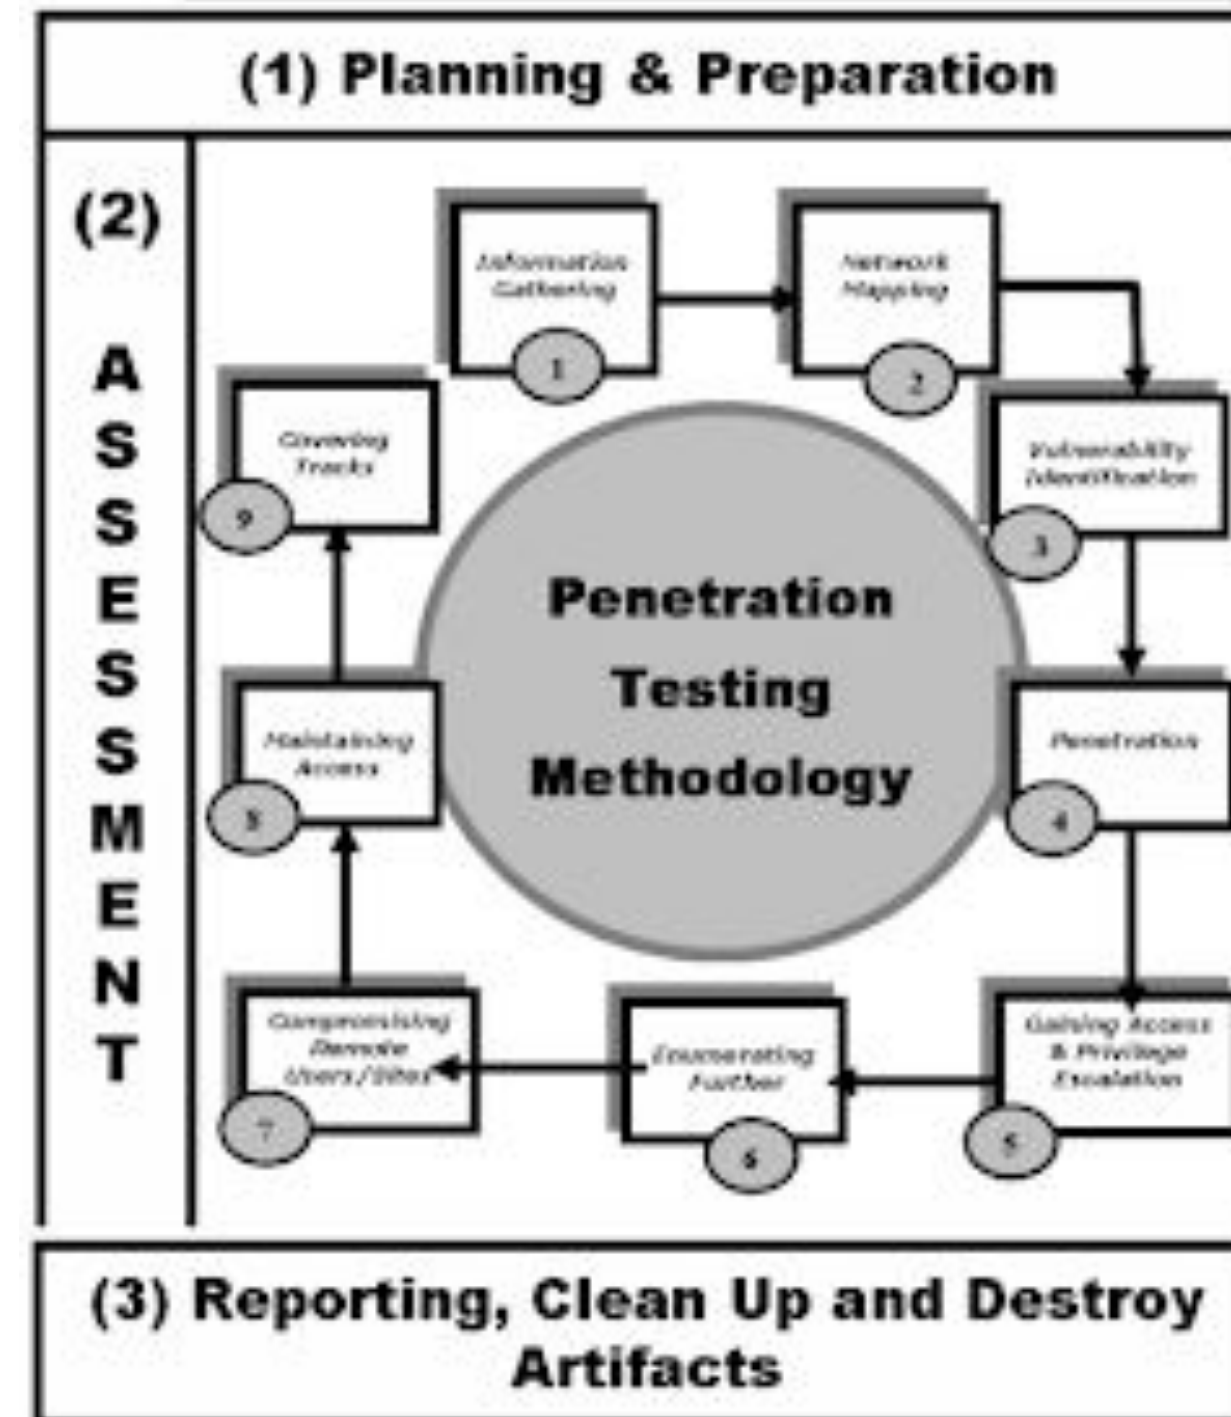 (1) Planning & Preparation
(2)
A
S
S
E
S
S
M
E
N
T
Information
Gathering
1
Network
Mapping
2
Vulnerability
Identification
3
Penetration
4
Gaining Access
& Privilege
Escalation
5
Enumerating
Further
6
Compromising
Remote
Users/Sites
7
Maintaining
Access
8
Covering
Tracks
9
Penetration
Testing
Methodology
(3) Reporting, Clean Up and Destroy
Artifacts